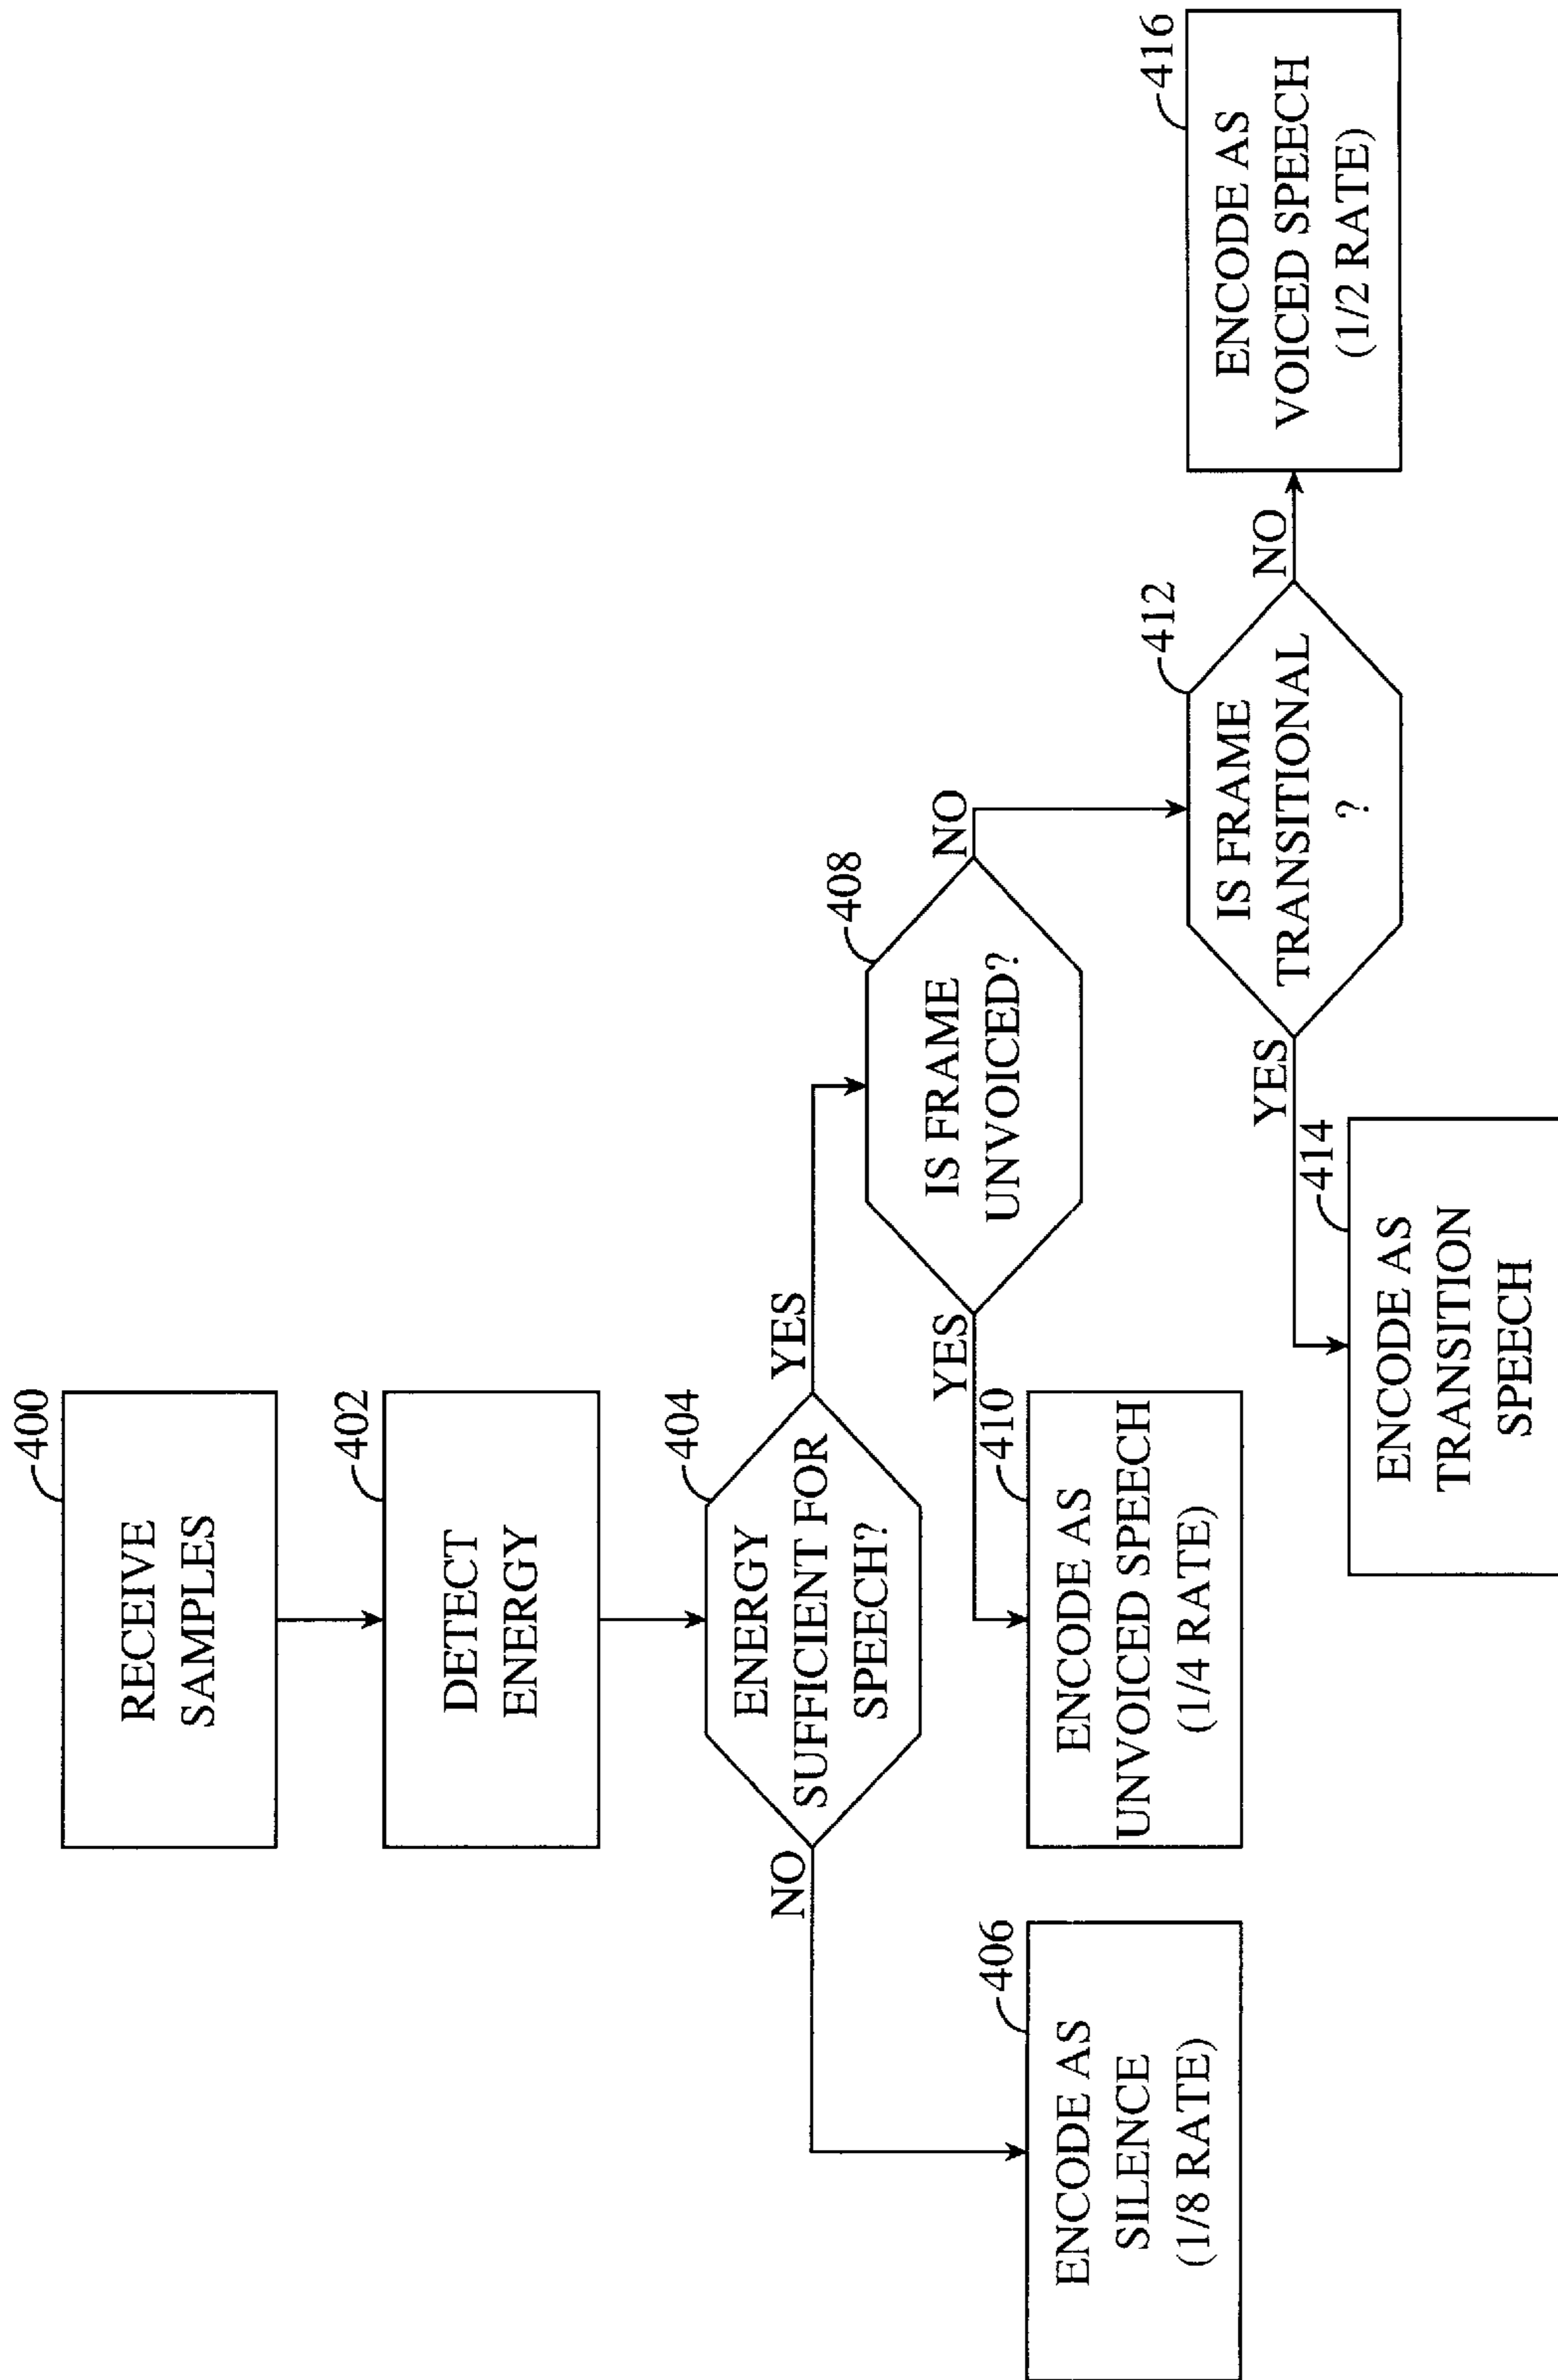 400
RECEIVE
SAMPLES
402
DETECT
ENERGY
404
ENERGY
SUFFICIENT FOR
SPEECH?
NO
YES
406
ENCODE AS
SILENCE
(1/8 RATE)
408
IS FRAME
UNVOICED?
YES
NO
410
ENCODE AS
UNVOICED SPEECH
(1/4 RATE)
412
IS FRAME
TRANSITIONAL
?
YES
NO
414
ENCODE AS
TRANSITION
SPEECH
416
ENCODE AS
VOICED SPEECH
(1/2 RATE)